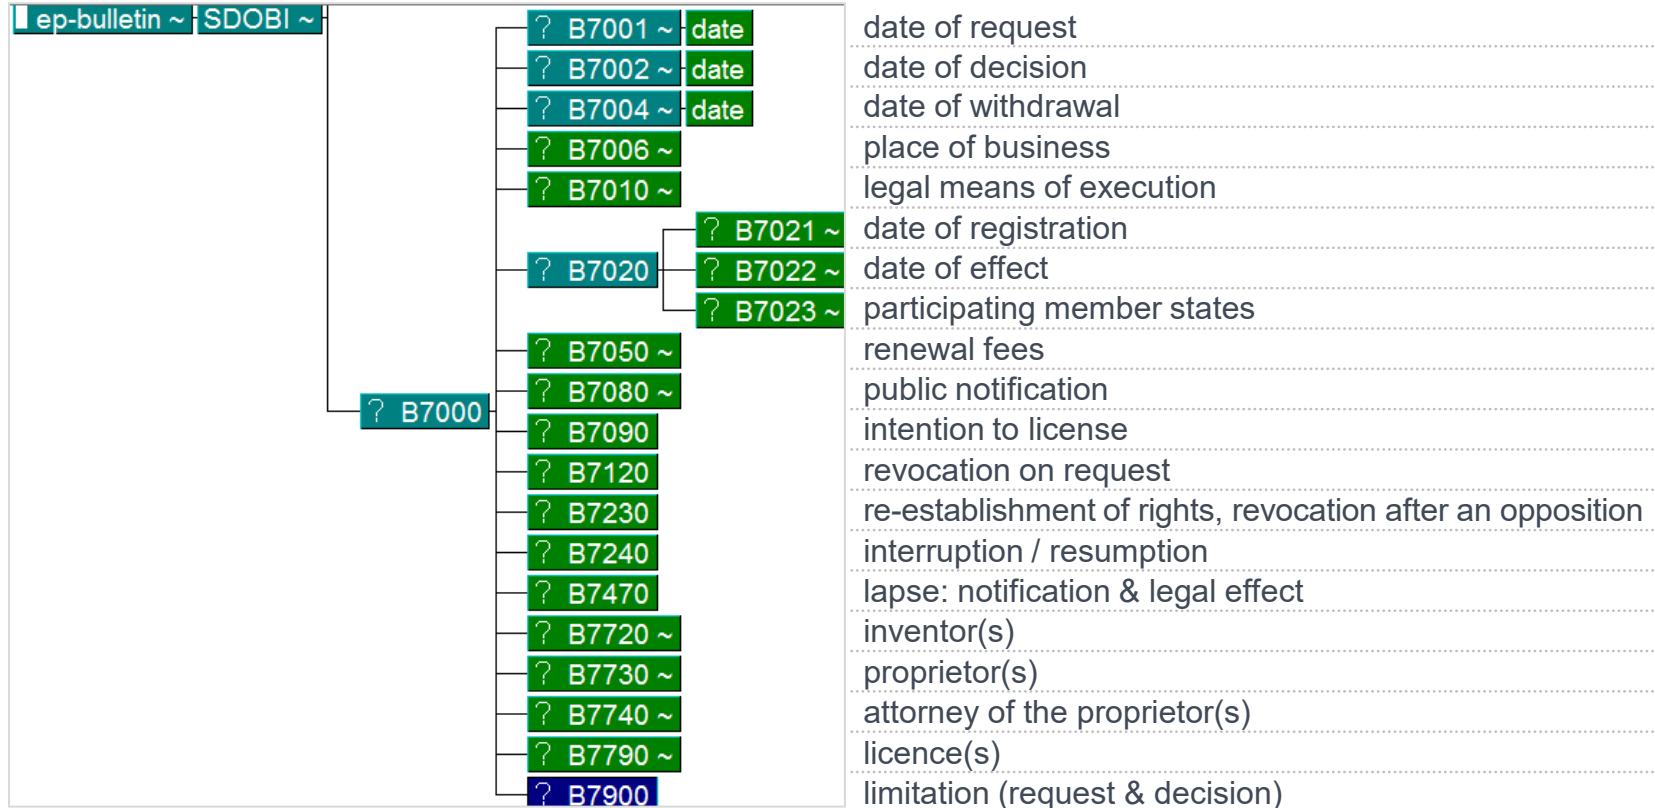 ep-bulletin ~ SDOBI ~
? B7001 ~ date date of request
? B7002 ~ date date of decision
? B7004 ~ date date of withdrawal
? B7006 ~ place of business
? B7010 ~ legal means of execution
? B7021 ~ date of registration
? B7020 ? B7022 ~ date of effect
? B7023 ~ participating member states
? B7050 ~ renewal fees
? B7080 ~ public notification
? B7000
? B7090 intention to license
? B7120 revocation on request
? B7230 re-establishment of rights, revocation after an opposition
? B7240 interruption / resumption
? B7470 lapse: notification & legal effect
? B7720 ~ inventor(s)
? B7730 ~ proprietor(s)
? B7740 ~ attorney of the proprietor(s)
? B7790 ~ licence(s)
? B7900 limitation (request & decision)